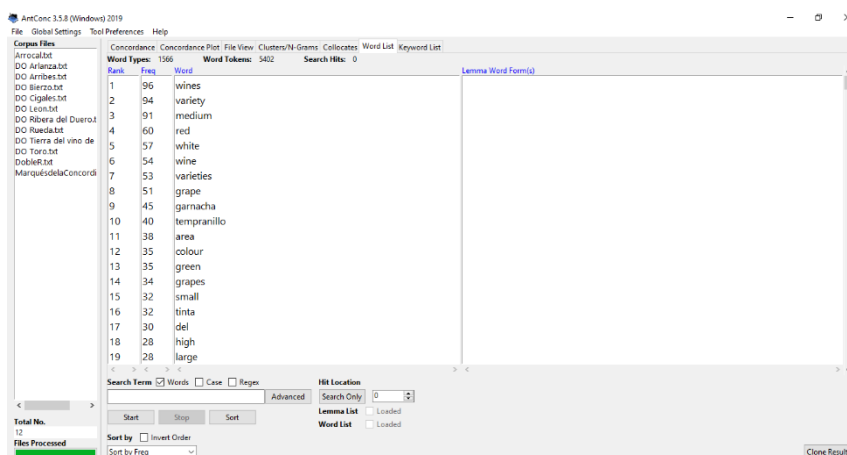 AntConc 3.5.8 (Windows) 2019
File Global Settings Tool Preferences Help
Corpus Files
Arrocal.txt
DO Arlanza.txt
DO Arribes.txt
DO Bierzo.txt
DO Cigales.txt
DO Leon.txt
DO Ribera del Duero.t
DO Rueda.txt
DO Tierra del vino de
DO Toro.txt
DobleR.txt
MarquésdelaConcordi
Total No.
12
Files Processed
Concordance Concordance Plot File View Clusters/N-Grams Collocates Word List Keyword List
Word Types: 1566 Word Tokens: 5402 Search Hits: 0
Rank Freq Word Lemma Word Form(s)
1 96 wines
2 94 variety
3 91 medium
4 60 red
5 57 white
6 54 wine
7 53 varieties
8 51 grape
9 45 garnacha
10 40 tempranillo
11 38 area
12 35 colour
13 35 green
14 34 grapes
15 32 small
16 32 tinta
17 30 del
18 28 high
19 28 large
Search Term Words Case Regex Hit Location
Advanced Search Only 0
Start Stop Sort Lemma List Loaded
Word List Loaded
Sort by Invert Order
Sort by Freq Clone Result